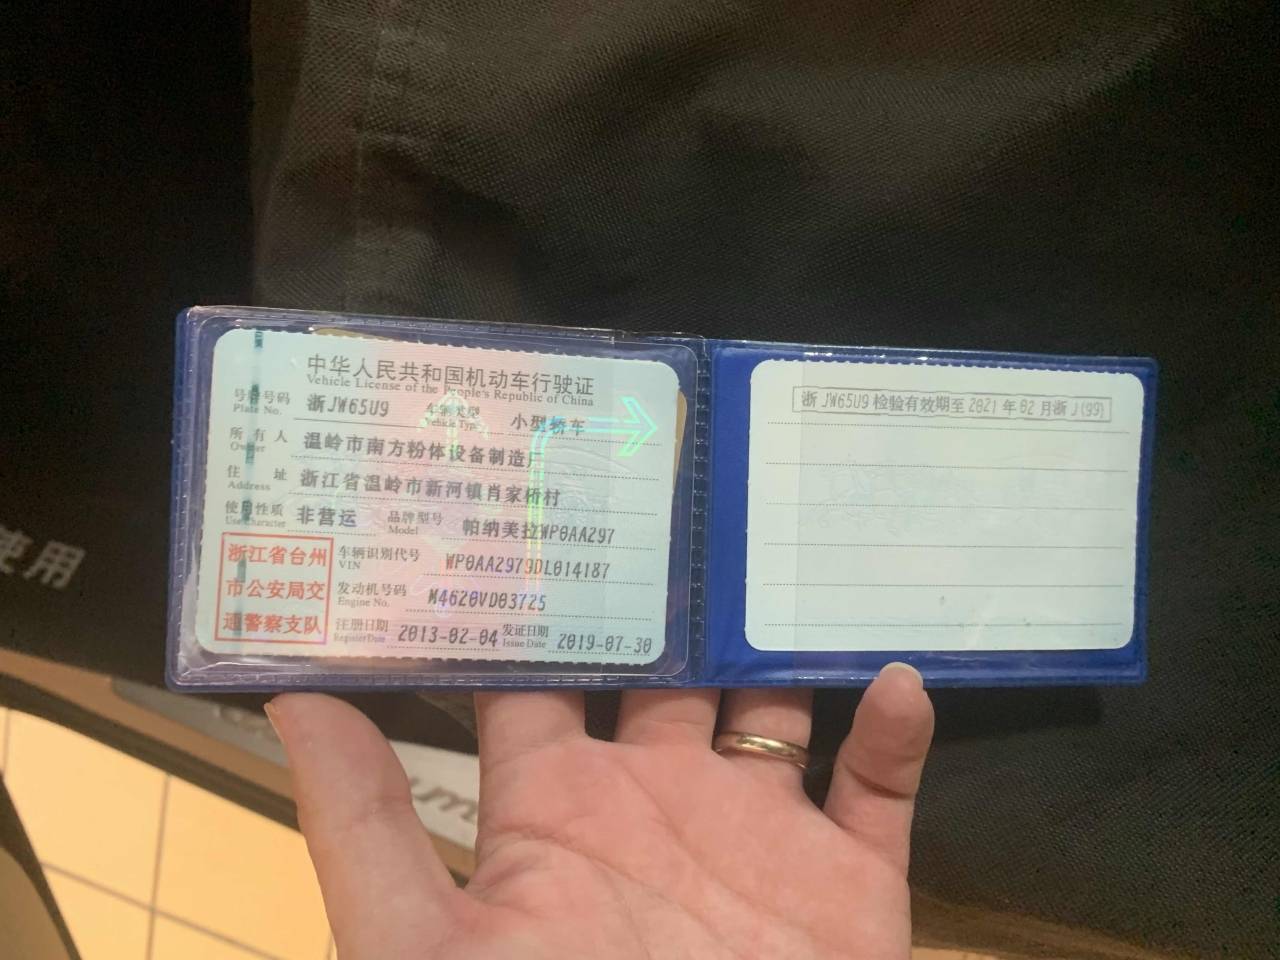 中华人民共和国机动车行驶证
Vehicle License of the People's Republic of China
号牌号码 浙JW65U9 车辆类型 小型轿车
Plate No. Vehicle Type
所有人 温岭市南方粉体设备制造厂
Owner
住址 浙江省温岭市新河镇肖家桥村
Address
使用性质 非营运 品牌型号 帕纳美拉WP0AA297
Use Character Model
浙江省台州
市公安局交
通警察支队
车辆识别代号 WP0AA2979DL014187
VIN
发动机号码 M4620VD03725
Engine No.
注册日期 2013-02-04 发证日期 2019-07-30
Register Date Issue Date
浙JW65U9检验有效期至2021年02月浙J(99)
使用